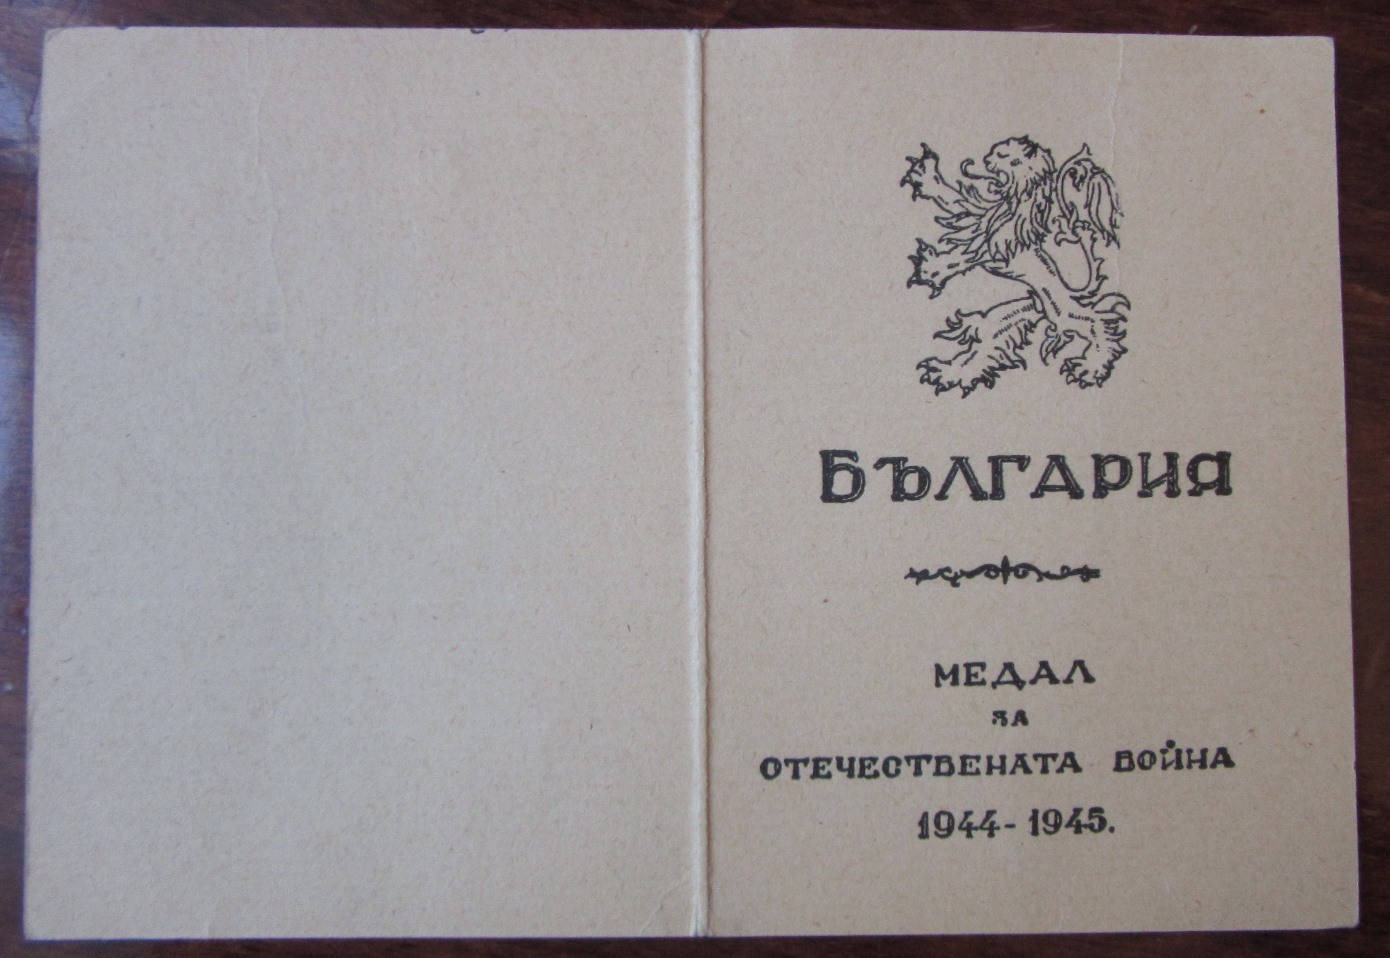 БЪЛГАРИЯ
МЕДАЛ
ЗА
ОТЕЧЕСТВЕНАТА ВОЙНА
1944-1945.